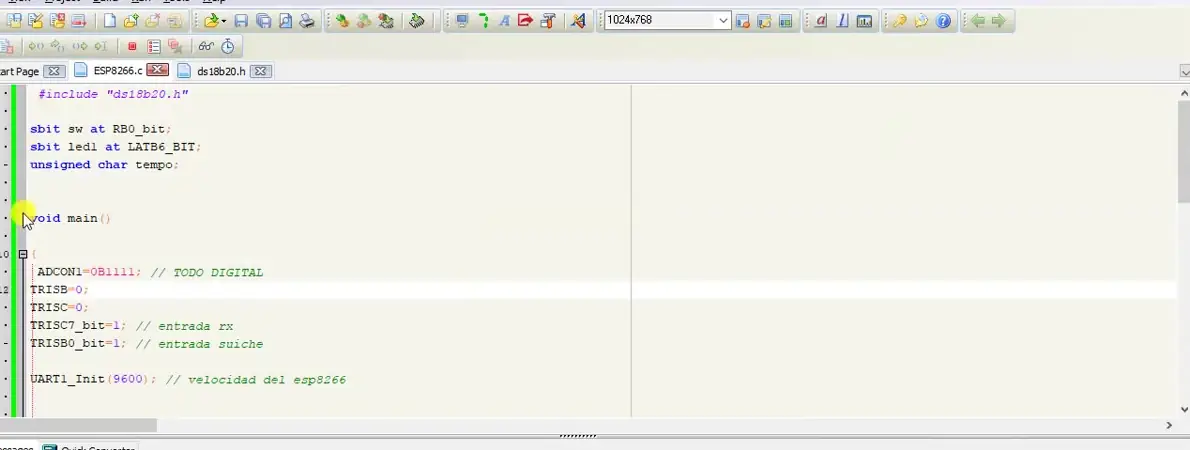 1024x768
Page
ESP8266.c
ds18b20.h
#include "ds18b20.h"
sbit sw at RB0_bit;
sbit led1 at LATB6_BIT;
unsigned char tempo;
void main()
10
{
ADCON1=0B1111; // TODO DIGITAL
12
TRISB=0;
TRISC=0;
TRISC7_bit=1; // entrada rx
TRISB0_bit=1; // entrada suiche
UART1_Init(9600); // velocidad del esp8266